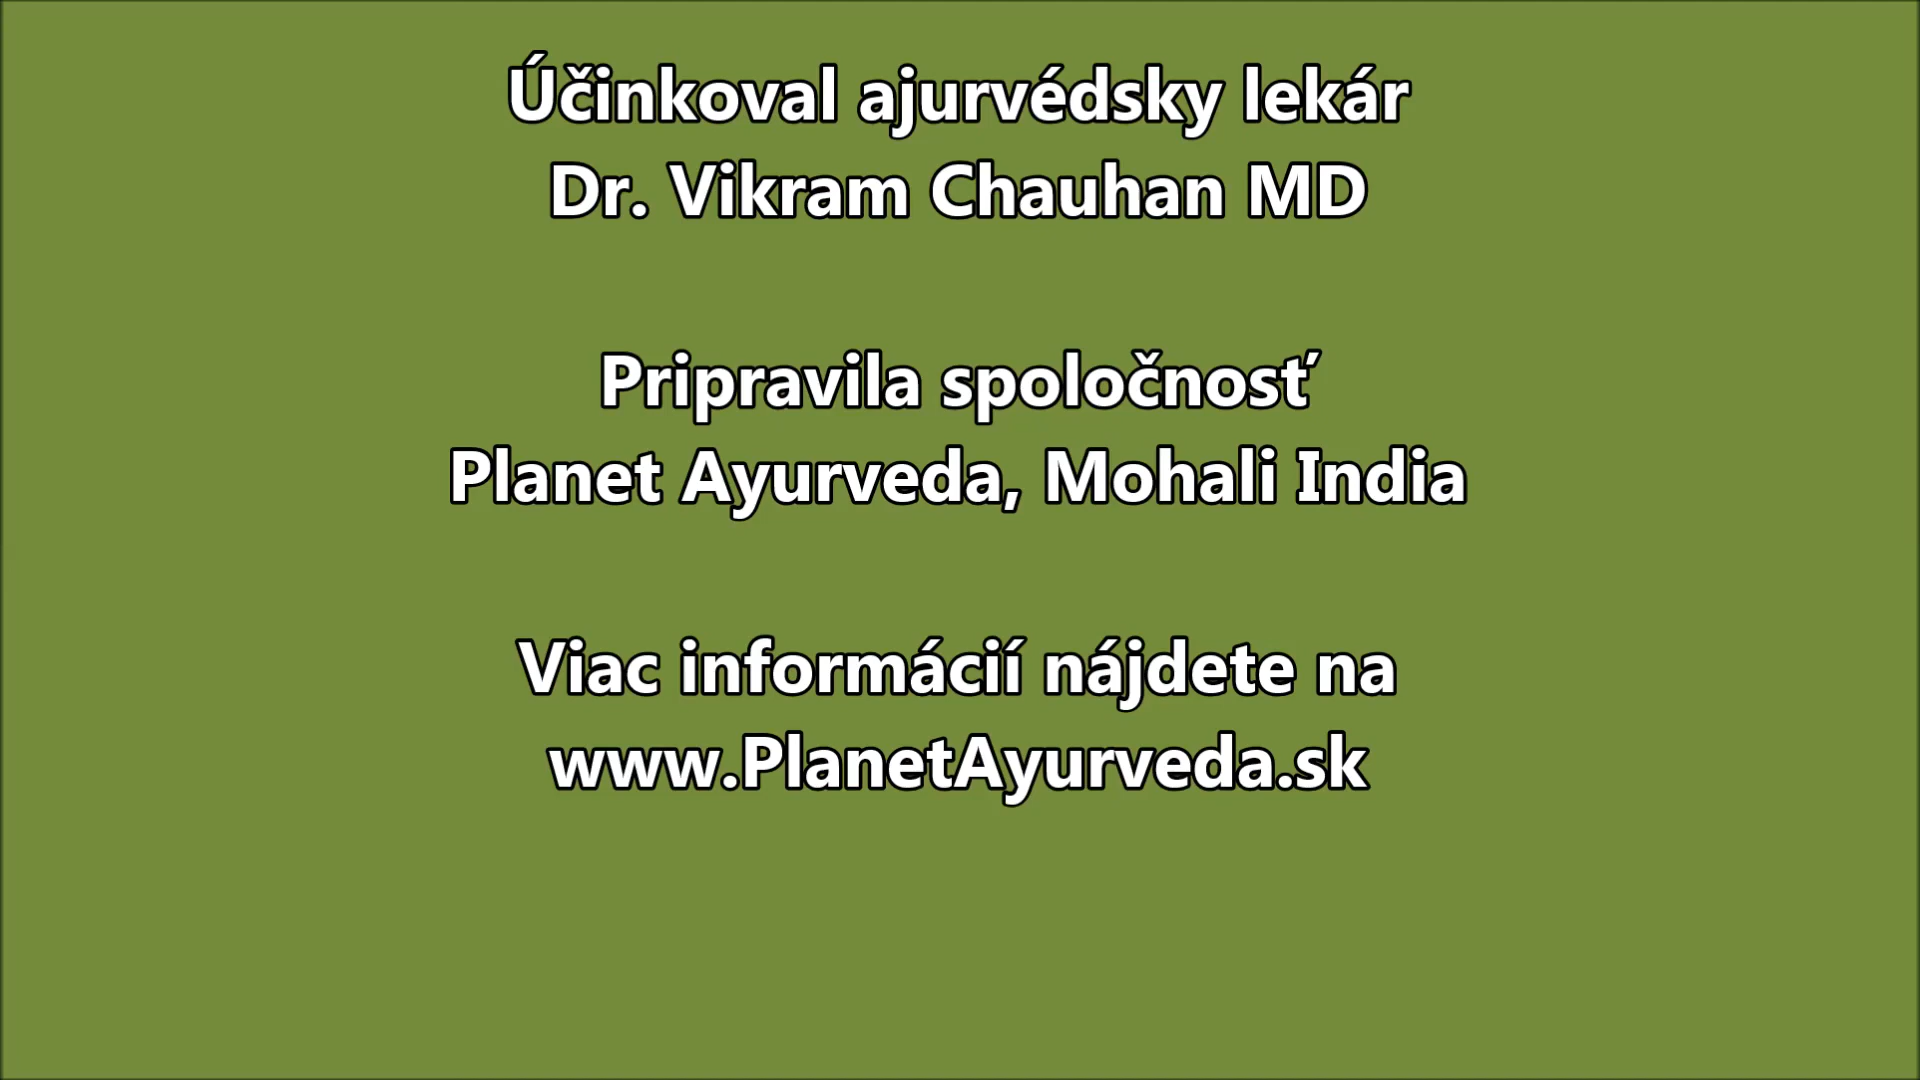 Účinkoval ajurvédsky lekár
Dr. Vikram Chauhan MD
Pripravila spoločnosť
Planet Ayurveda, Mohali India
Viac informácií nájdete na
www.PlanetAyurveda.sk